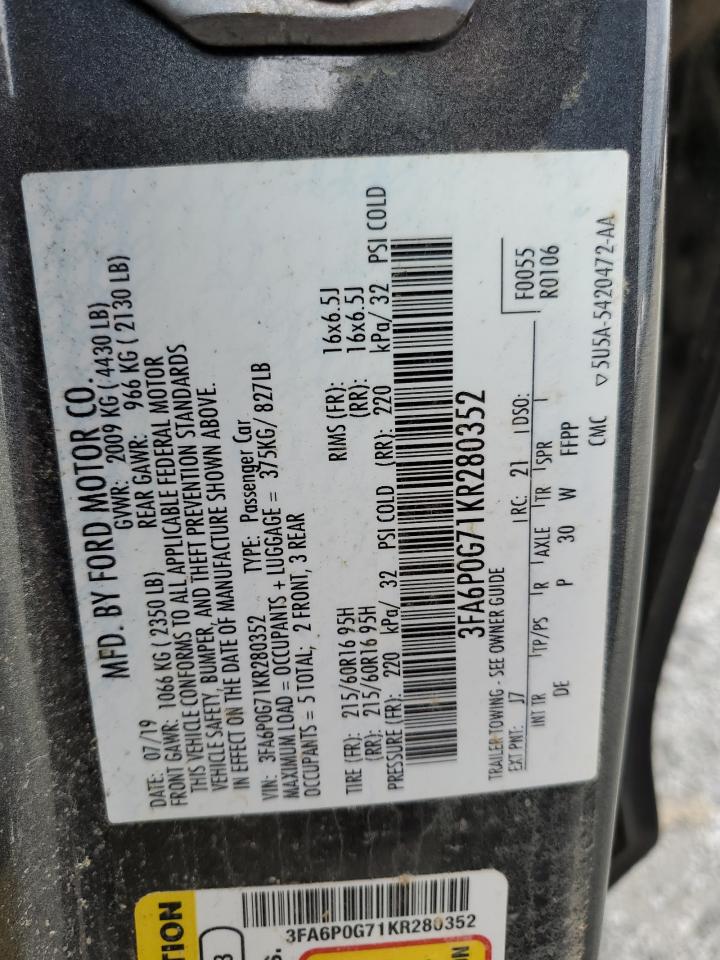 MFD. BY FORD MOTOR CO.
DATE: 07/19 GVWR: 2009 KG ( 4430 LB)
FRONT GAWR: 1066 KG ( 2350 LB) REAR GAWR: 966 KG ( 2130 LB)
THIS VEHICLE CONFORMS TO ALL APPLICABLE FEDERAL MOTOR
VEHICLE SAFETY, BUMPER, AND THEFT PREVENTION STANDARDS
IN EFFECT ON THE DATE OF MANUFACTURE SHOWN ABOVE.
VIN: 3FA6P0G71KR280352 TYPE: Passenger Car
MAXIMUM LOAD = OCCUPANTS + LUGGAGE = 375KG/ 827LB
OCCUPANTS = 5 TOTAL; 2 FRONT, 3 REAR
TIRE (FR): 215/60R16 95H RIMS (FR): 16x6.5J
(RR): 215/60R16 95H (RR): 16x6.5J
PRESSURE (FR): 220 kPa/ 32 PSI COLD (RR): 220 kPa/ 32 PSI COLD
3FA6P0G71KR280352
TRAILER TOWING - SEE OWNER GUIDE
EXT PNT: J7 RC: 21 DSO: F0055
R0106
INT TR TP/PS R AXLE TR SPR
DE P 30 W FFPP
CMC ▽5U5A-5420472-AA
3FA6P0G71KR280352